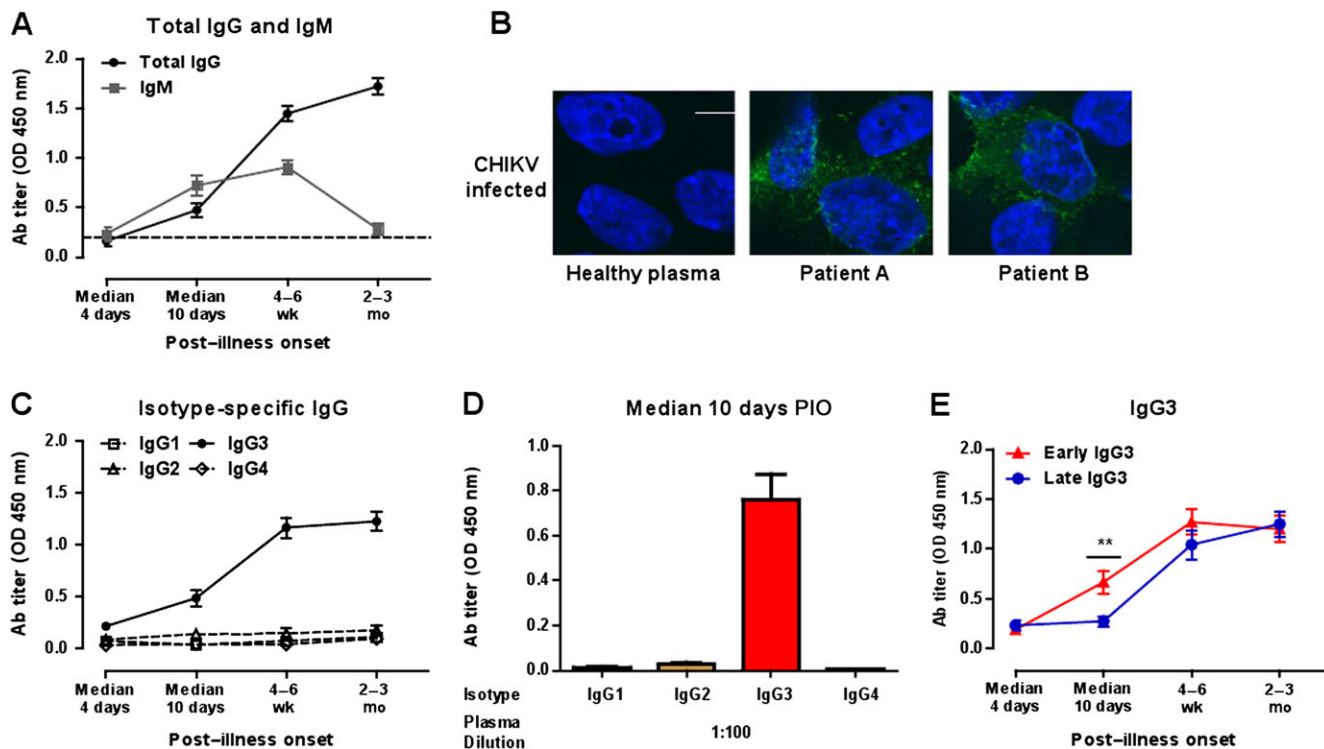 A
Total IgG and IgM
Ab titer (OD 450 nm)
2.0
1.5
1.0
0.5
0.0
Total IgG
IgM
Median 4 days
Median 10 days
4–6 wk
2–3 mo
Post–illness onset
B
CHIKV
infected
Healthy plasma
Patient A
Patient B
C
Isotype-specific IgG
Ab titer (OD 450 nm)
2.0
1.5
1.0
0.5
0.0
IgG1
IgG3
IgG2
IgG4
Median 4 days
Median 10 days
4–6 wk
2–3 mo
Post–illness onset
D
Median 10 days PIO
Ab titer (OD 450 nm)
1.0
0.8
0.6
0.4
0.2
0.0
Isotype IgG1 IgG2 IgG3 IgG4
Plasma
Dilution
1:100
E
IgG3
Ab titer (OD 450 nm)
2.0
1.5
1.0
0.5
0.0
Early IgG3
Late IgG3
**
Median 4 days
Median 10 days
4–6 wk
2–3 mo
Post–illness onset